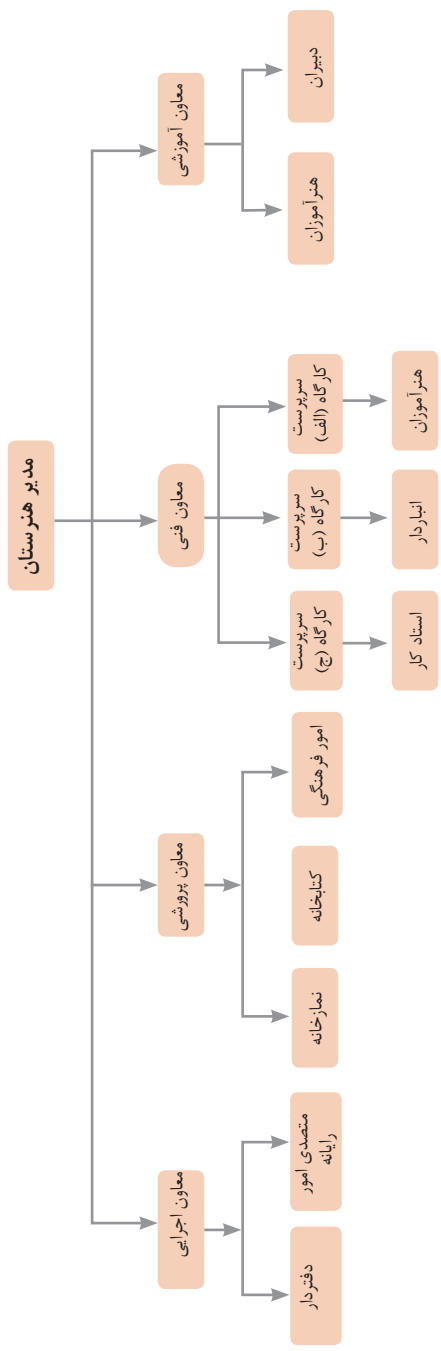 مدیر هنرستان
معاون آموزشی
معاون فنی
معاون پرورشی
معاون اجرایی
دبیران
هنرآموزان
سرپرست
کارگاه (الف)
سرپرست
کارگاه (ب)
سرپرست
کارگاه (ج)
امور فرهنگی
کتابخانه
نمازخانه
متصدی امور
رایانه
دفتردار
هنرآموزان
انباردار
استاد کار